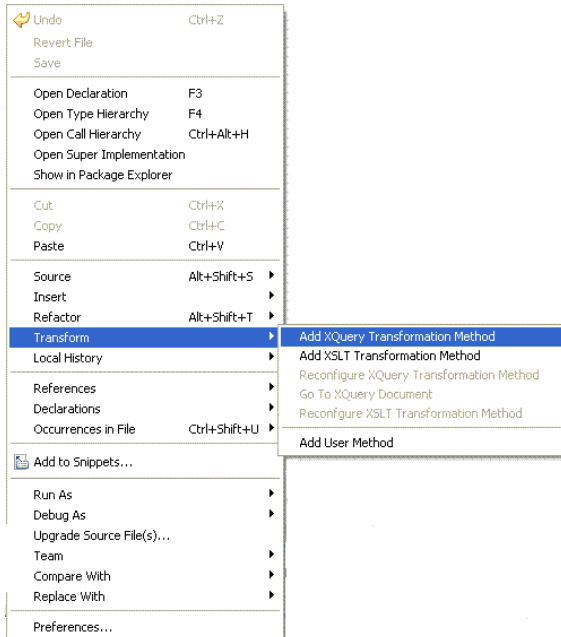 Undo Ctrl+Z
Revert File
Save
Open Declaration F3
Open Type Hierarchy F4
Open Call Hierarchy Ctrl+Alt+H
Open Super Implementation
Show in Package Explorer
Cut Ctrl+X
Copy Ctrl+C
Paste Ctrl+V
Source Alt+Shift+S
Insert
Refactor Alt+Shift+T
Transform
Local History
References
Declarations
Occurrences in File Ctrl+Shift+U
Add to Snippets...
Run As
Debug As
Upgrade Source File(s)...
Team
Compare With
Replace With
Preferences...
Add XQuery Transformation Method
Add XSLT Transformation Method
Reconfigure XQuery Transformation Method
Go To XQuery Document
Reconfgure XSLT Transformation Method
Add User Method